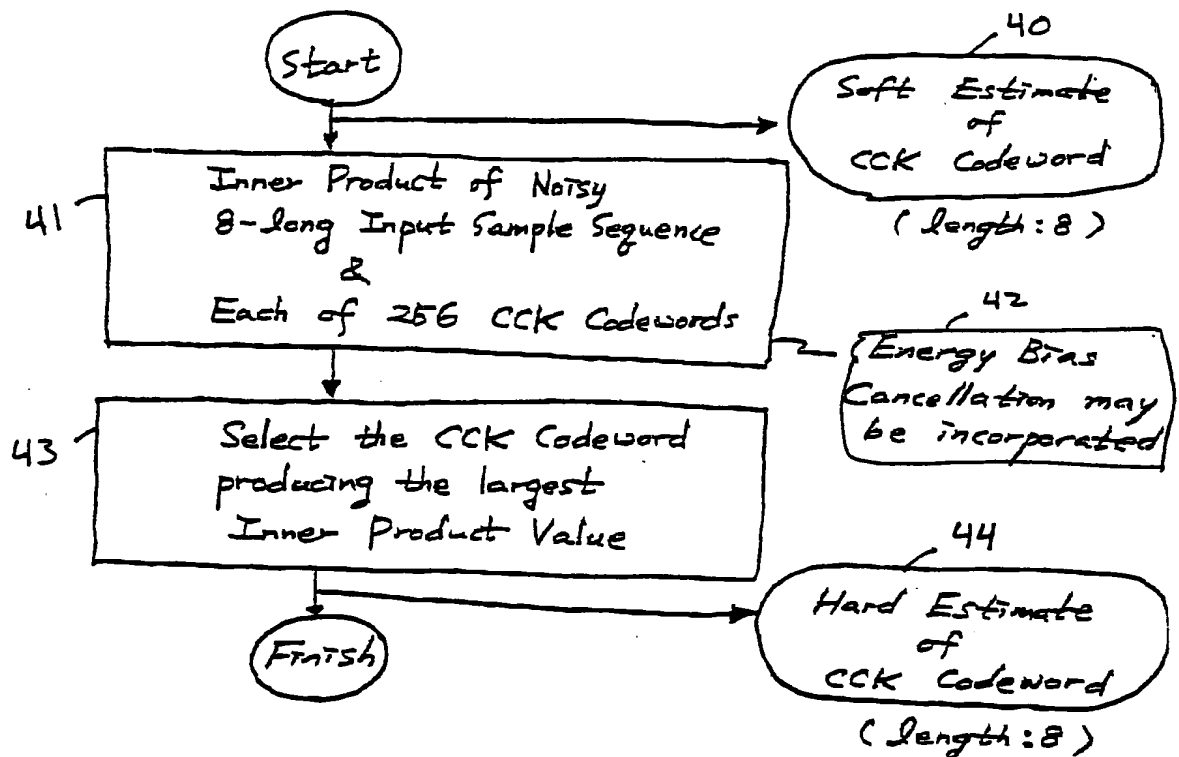 Start
40
Soft Estimate
of
CCK Codeword
(length:8)
41
Inner Product of Noisy
8-long Input Sample Sequence
&
Each of 256 CCK Codewords
42
Energy Bias
Cancellation may
be incorporated
43
Select the CCK Codeword
producing the largest
Inner Product Value
44
Hard Estimate
of
CCK Codeword
(length:8)
Finish